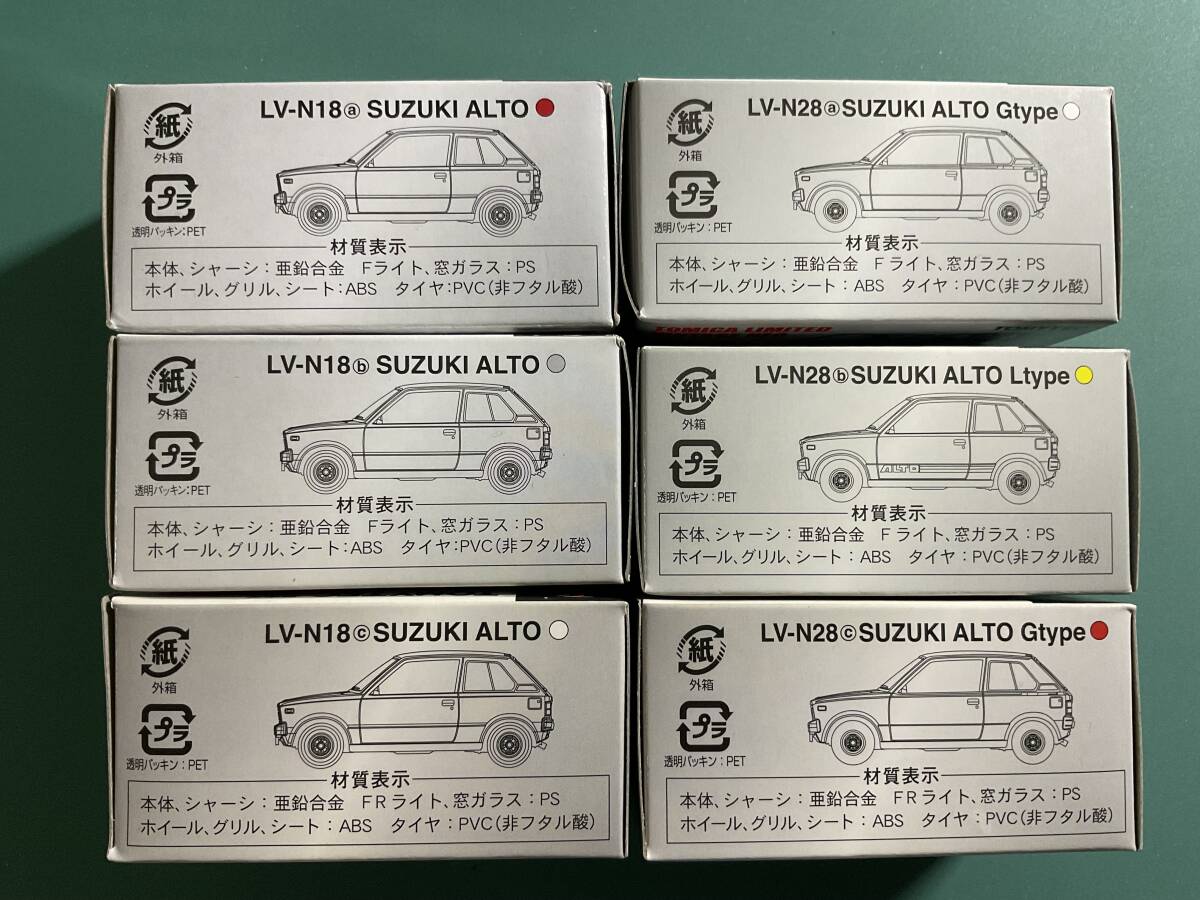 LV-N18ⓐ SUZUKI ALTO
紙
外箱
プラ
透明パッキン:PET
材質表示
本体、シャーシ:亜鉛合金 Fライト、窓ガラス:PS
ホイール、グリル、シート:ABS タイヤ:PVC(非フタル酸)
LV-N28ⓐSUZUKI ALTO Gtype
紙
外箱
プラ
透明パッキン:PET
材質表示
本体、シャーシ:亜鉛合金 Fライト、窓ガラス:PS
ホイール、グリル、シート:ABS タイヤ:PVC(非フタル酸)
TOMICA LIMITED
LV-N18ⓑ SUZUKI ALTO
紙
外箱
プラ
透明パッキン:PET
材質表示
本体、シャーシ:亜鉛合金 Fライト、窓ガラス:PS
ホイール、グリル、シート:ABS タイヤ:PVC(非フタル酸)
LV-N28ⓑSUZUKI ALTO Ltype
紙
外箱
プラ
透明パッキン:PET
ALTO
材質表示
本体、シャーシ:亜鉛合金 Fライト、窓ガラス:PS
ホイール、グリル、シート:ABS タイヤ:PVC(非フタル酸)
LV-N18ⓒSUZUKI ALTO
紙
外箱
プラ
透明パッキン:PET
材質表示
本体、シャーシ:亜鉛合金 FRライト、窓ガラス:PS
ホイール、グリル、シート:ABS タイヤ:PVC(非フタル酸)
LV-N28ⓒSUZUKI ALTO Gtype
紙
外箱
プラ
透明パッキン:PET
材質表示
本体、シャーシ:亜鉛合金 FRライト、窓ガラス:PS
ホイール、グリル、シート:ABS タイヤ:PVC(非フタル酸)